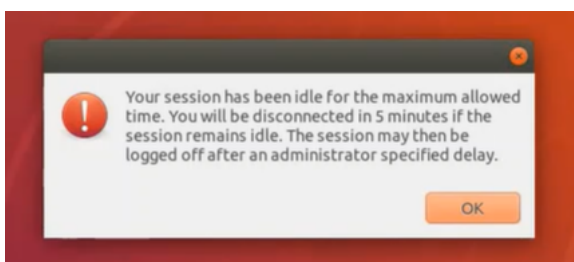 Your session has been idle for the maximum allowed
time. You will be disconnected in 5 minutes if the
session remains idle. The session may then be
logged off after an administrator specified delay.
OK